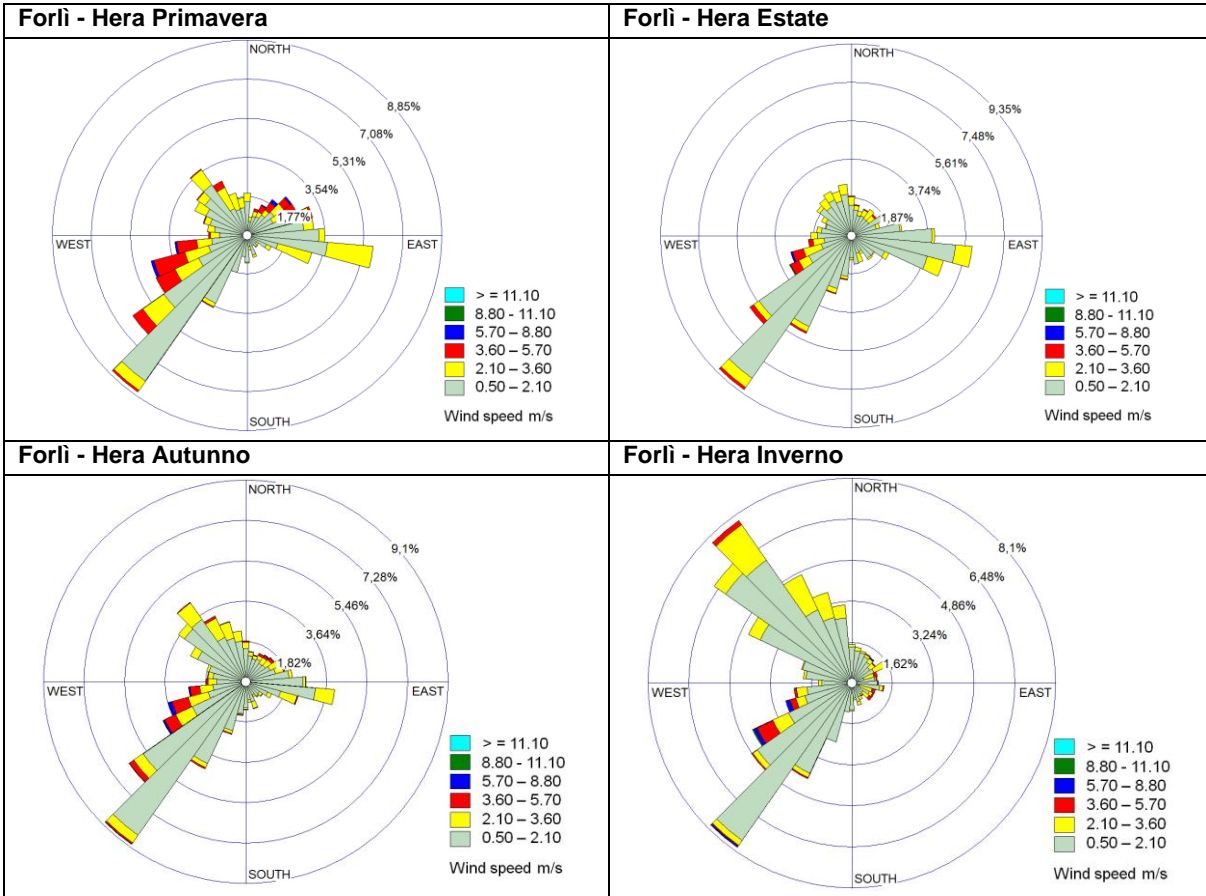 Forlì - Hera Primavera
NORTH
8,85%
7,08%
5,31%
3,54%
1,77%
WEST
EAST
SOUTH
> = 11.10
8.80 - 11.10
5.70 – 8.80
3.60 – 5.70
2.10 – 3.60
0.50 – 2.10
Wind speed m/s
Forlì - Hera Estate
NORTH
9,35%
7,48%
5,61%
3,74%
1,87%
WEST
EAST
SOUTH
> = 11.10
8.80 - 11.10
5.70 – 8.80
3.60 – 5.70
2.10 – 3.60
0.50 – 2.10
Wind speed m/s
Forlì - Hera Autunno
NORTH
9,1%
7,28%
5,46%
3,64%
1,82%
WEST
EAST
SOUTH
> = 11.10
8.80 - 11.10
5.70 – 8.80
3.60 – 5.70
2.10 – 3.60
0.50 – 2.10
Wind speed m/s
Forlì - Hera Inverno
NORTH
8,1%
6,48%
4,86%
3,24%
1,62%
WEST
EAST
SOUTH
> = 11.10
8.80 - 11.10
5.70 – 8.80
3.60 – 5.70
2.10 – 3.60
0.50 – 2.10
Wind speed m/s